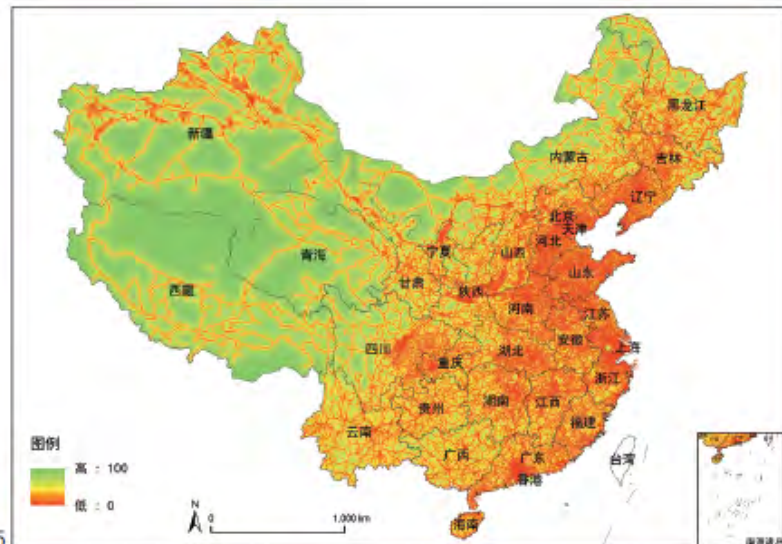 黑龙江
新疆
内蒙古
吉林
辽宁
北京
天津
河北
宁夏
山西
青海
山东
甘肃
西藏
陕西
河南
江苏
安徽
四川
湖北
上海
重庆
浙江
湖南
江西
贵州
福建
云南
广西
广东
台湾
香港
海南
图例
高：100
低：0
N
0 1,000 km
5